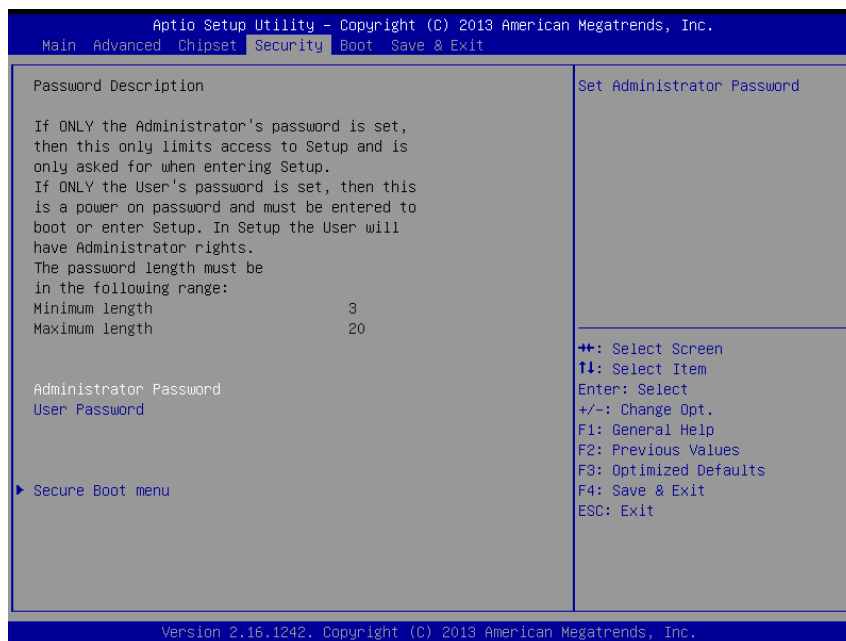 Aptio Setup Utility – Copyright (C) 2013 American Megatrends, Inc.
Main Advanced Chipset Security Boot Save & Exit
Password Description
If ONLY the Administrator's password is set,
then this only limits access to Setup and is
only asked for when entering Setup.
If ONLY the User's password is set, then this
is a power on password and must be entered to
boot or enter Setup. In Setup the User will
have Administrator rights.
The password length must be
in the following range:
Minimum length 3
Maximum length 20
Administrator Password
User Password
Secure Boot menu
Set Administrator Password
→←: Select Screen
↑↓: Select Item
Enter: Select
+/-: Change Opt.
F1: General Help
F2: Previous Values
F3: Optimized Defaults
F4: Save & Exit
ESC: Exit
Version 2.16.1242. Copyright (C) 2013 American Megatrends, Inc.